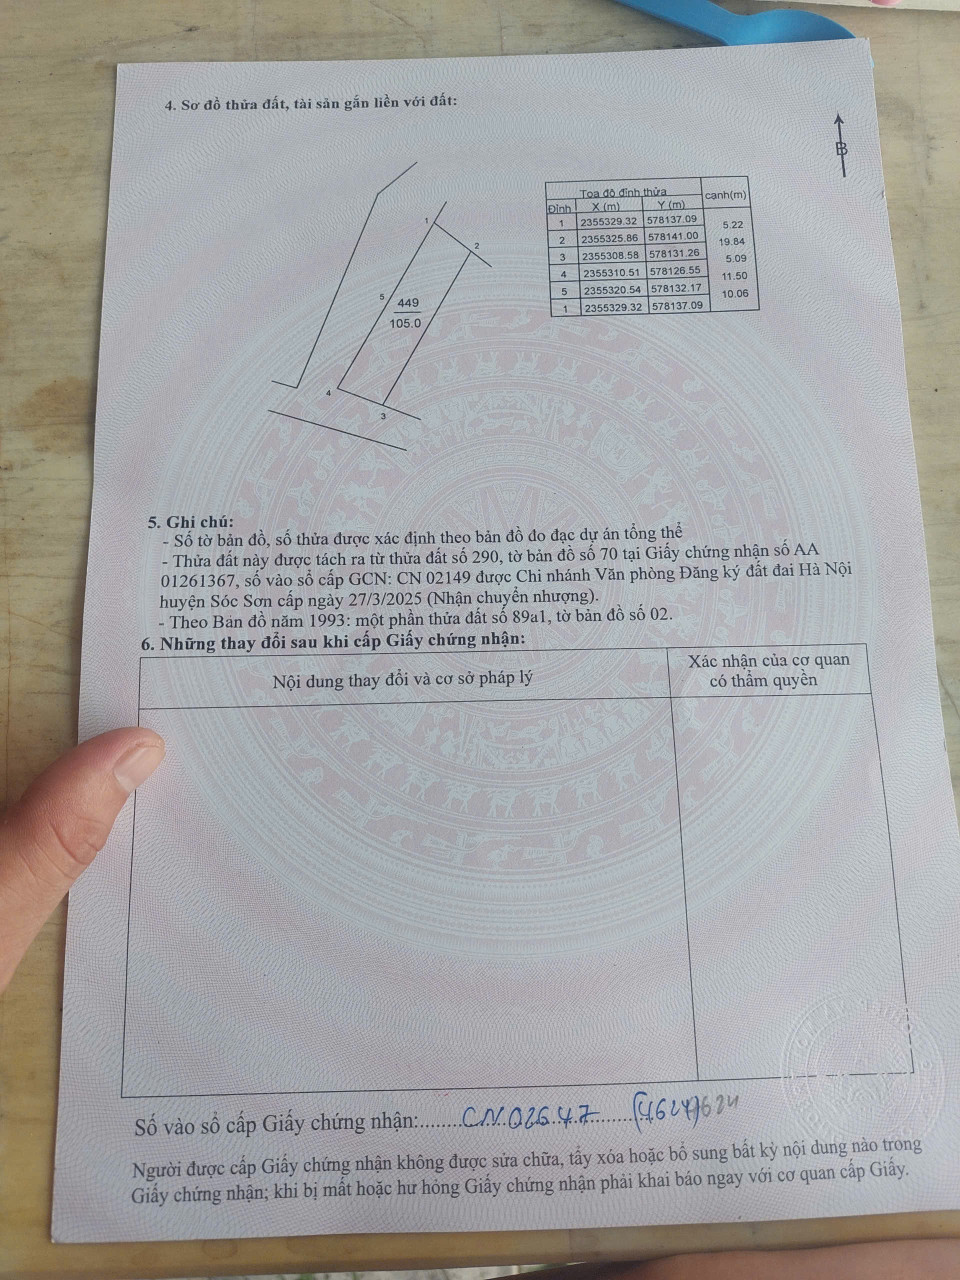 4. Sơ đồ thửa đất, tài sản gắn liền với đất:
B
1
2
5
449
105.0
4
3
Tọa độ đỉnh thửa cạnh(m)
Đỉnh X (m) Y (m)
1 2355329.32 578137.09
5.22
2 2355325.86 578141.00
19.84
3 2355308.58 578131.26
5.09
4 2355310.51 578126.55
11.50
5 2355320.54 578132.17
10.06
1 2355329.32 578137.09
5. Ghi chú:
- Số tờ bản đồ, số thửa được xác định theo bản đồ đo đạc dự án tổng thể
- Thửa đất này được tách ra từ thửa đất số 290, tờ bản đồ số 70 tại Giấy chứng nhận số AA
01261367, số vào sổ cấp GCN: CN 02149 được Chi nhánh Văn phòng Đăng ký đất đai Hà Nội
huyện Sóc Sơn cấp ngày 27/3/2025 (Nhận chuyển nhượng).
- Theo Bản đồ năm 1993: một phần thửa đất số 89a1, tờ bản đồ số 02.
6. Những thay đổi sau khi cấp Giấy chứng nhận:
Nội dung thay đổi và cơ sở pháp lý
Xác nhận của cơ quan
có thẩm quyền
Số vào sổ cấp Giấy chứng nhận:........CN.02647......(4624)4624
Người được cấp Giấy chứng nhận không được sửa chữa, tẩy xóa hoặc bổ sung bất kỳ nội dung nào trong
Giấy chứng nhận; khi bị mất hoặc hư hỏng Giấy chứng nhận phải khai báo ngay với cơ quan cấp Giấy.